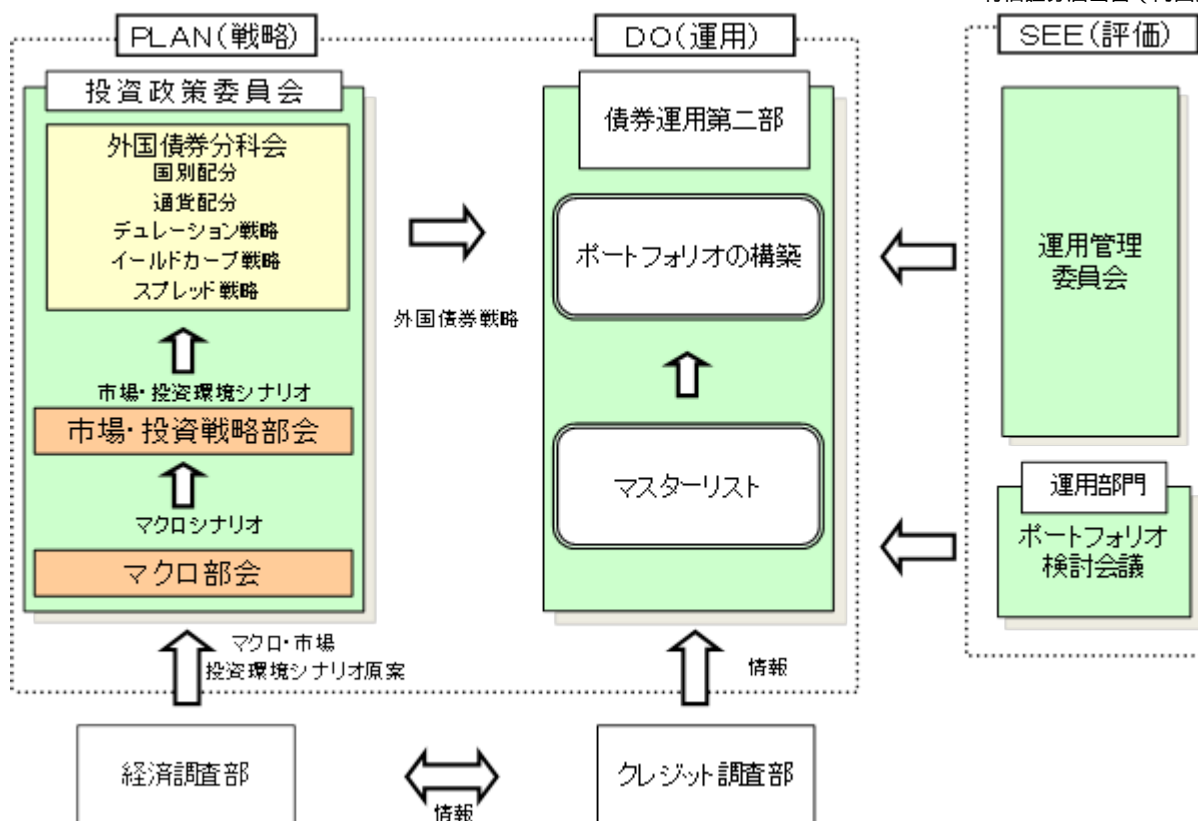 PLAN(戦略)
投資政策委員会
外国債券分科会
国別配分
通貨配分
デュレーション戦略
イールドカーブ戦略
スプレッド戦略
市場・投資環境シナリオ
市場・投資戦略部会
マクロシナリオ
マクロ部会
マクロ・市場
投資環境シナリオ原案
経済調査部
外国債券戦略
情報
DO(運用)
債券運用第二部
ポートフォリオの構築
マスターリスト
情報
クレジット調査部
SEE(評価)
運用管理
委員会
運用部門
ポートフォリオ
検討会議